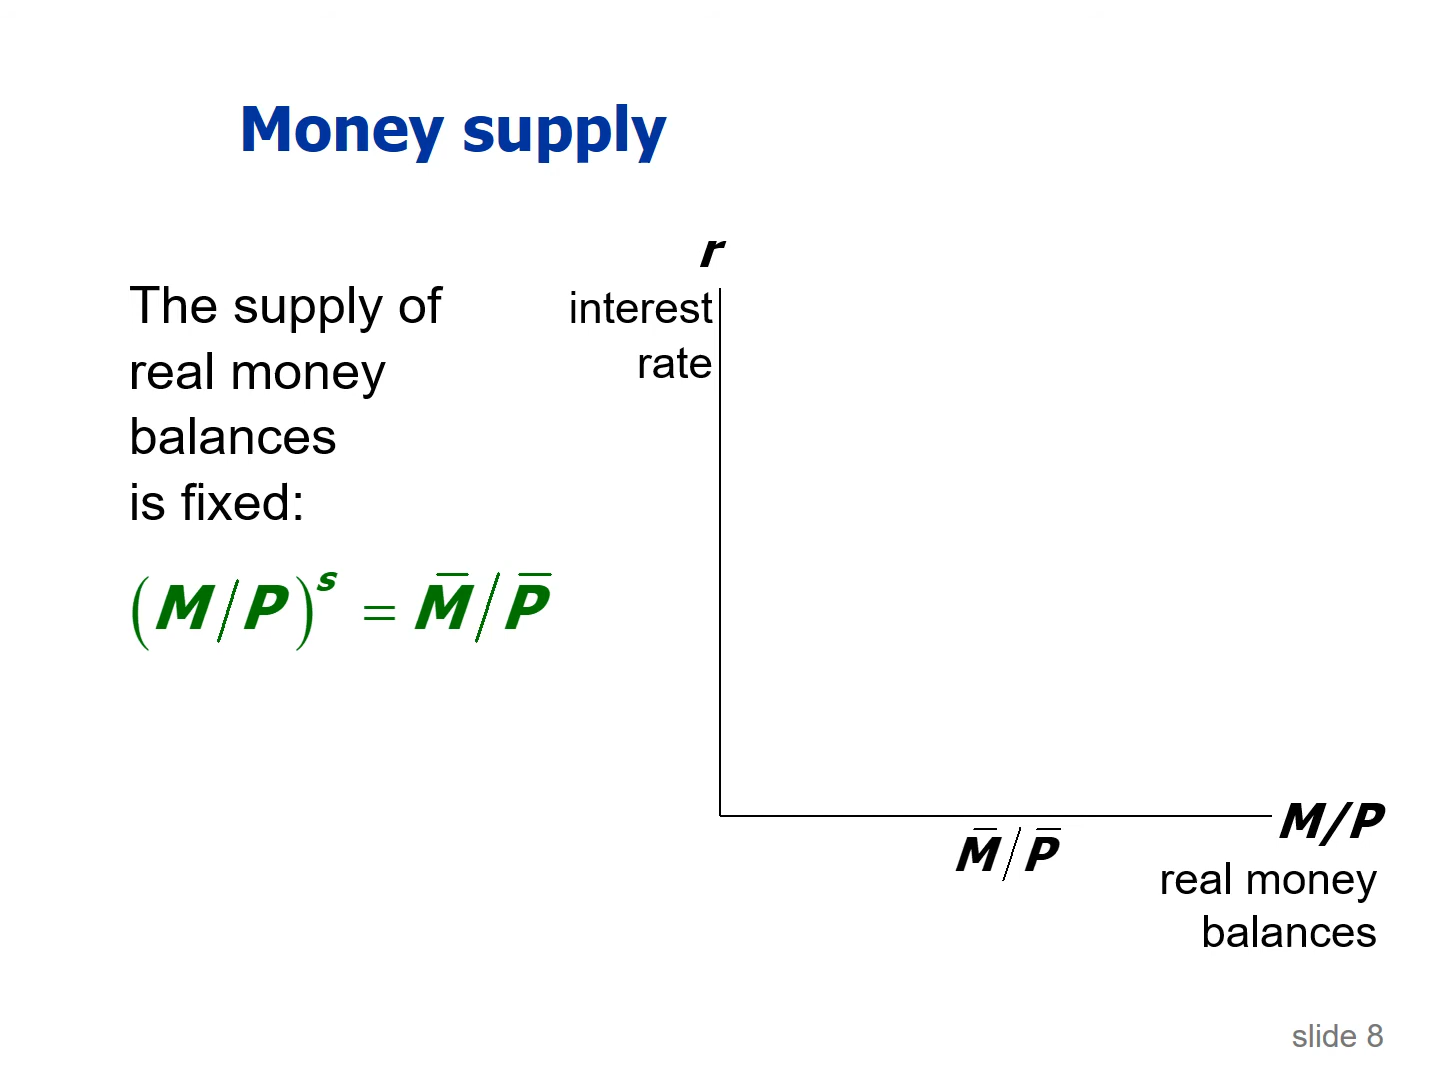 Money supply
The supply of
real money
balances
is fixed:
(M/P)ˢ = M̅/P̅
r
interest
rate
M/P
M̅/P̅
real money
balances
slide 8